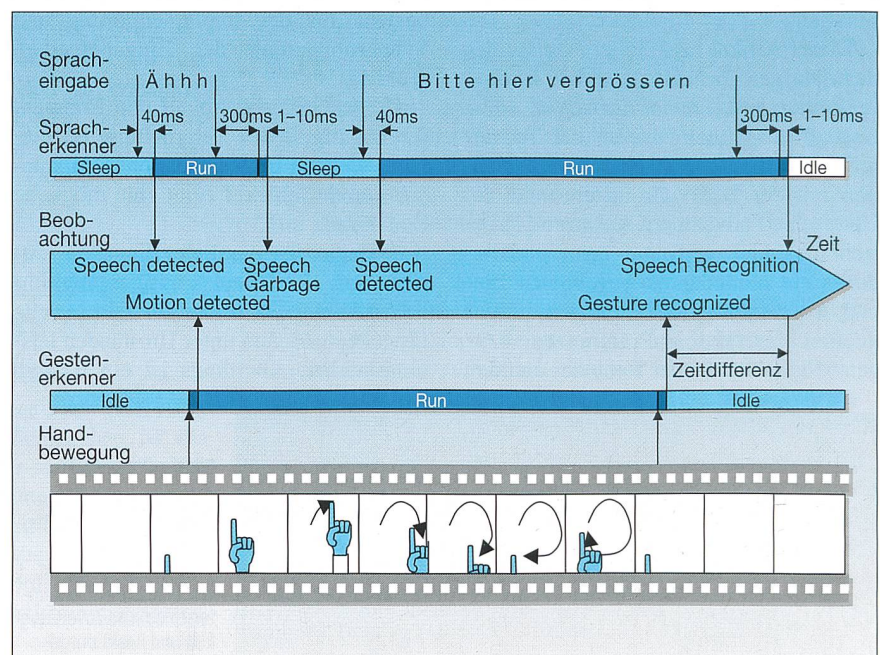 Sprach-
eingabe
Ähhh
Bitte hier vergrössern
Sprach-
erkenner
40ms
300ms
1–10ms
40ms
300ms
1–10ms
Sleep
Run
Sleep
Run
Idle
Beob-
achtung
Zeit
Speech detected
Speech
Garbage
Speech
detected
Speech Recognition
Motion detected
Gesture recognized
Zeitdifferenz
Gesten-
erkenner
Idle
Run
Idle
Hand-
bewegung